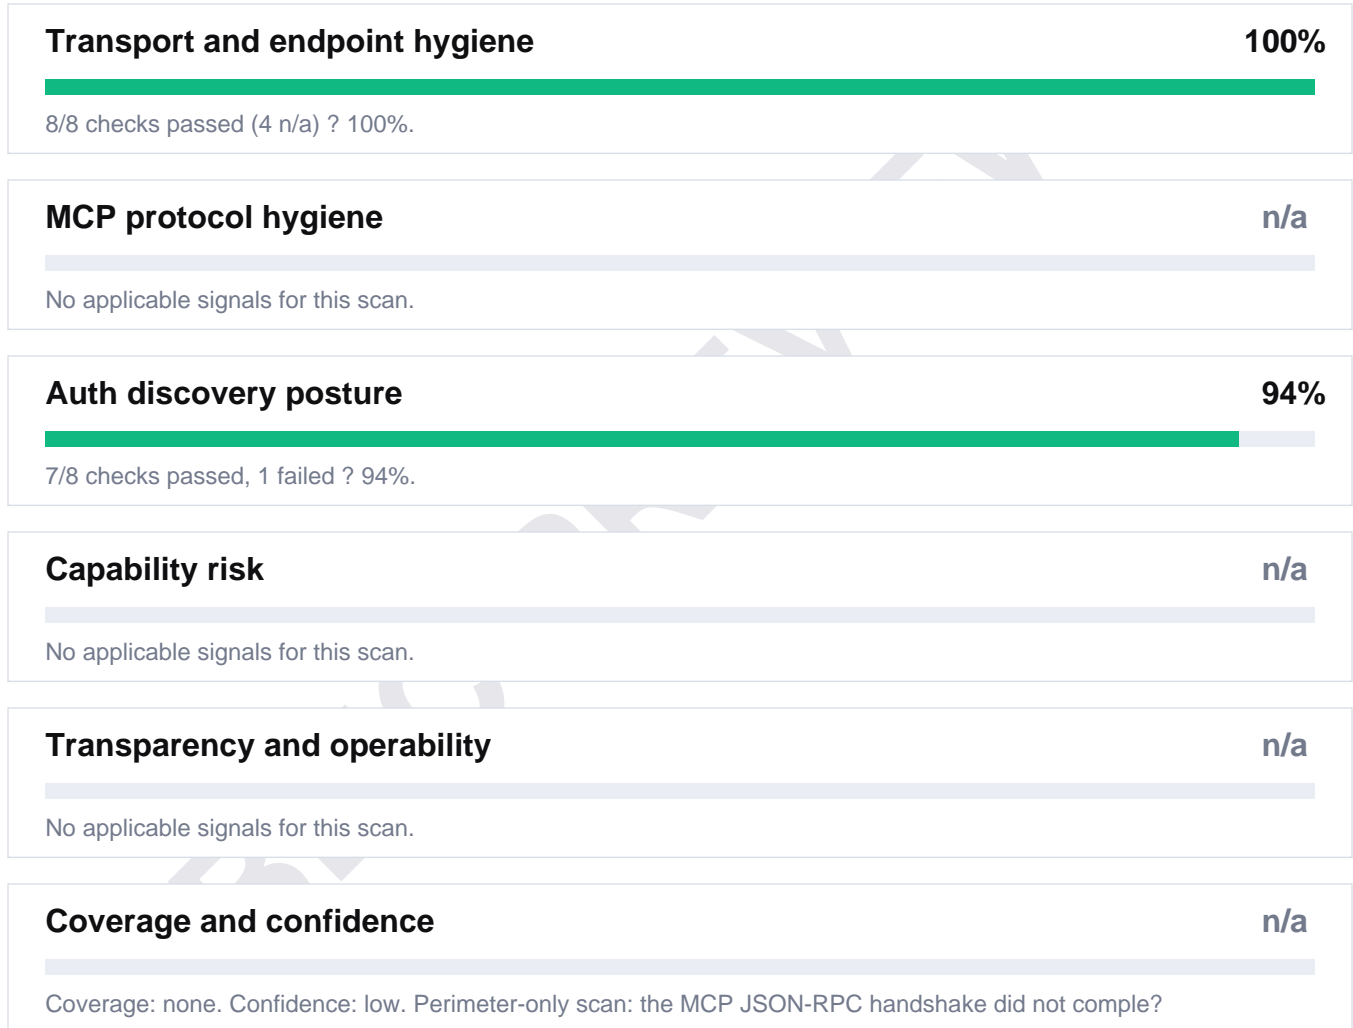 Transport and endpoint hygiene 100%
8/8 checks passed (4 n/a) ? 100%.
MCP protocol hygiene n/a
No applicable signals for this scan.
Auth discovery posture 94%
7/8 checks passed, 1 failed ? 94%.
Capability risk n/a
No applicable signals for this scan.
Transparency and operability n/a
No applicable signals for this scan.
Coverage and confidence n/a
Coverage: none. Confidence: low. Perimeter-only scan: the MCP JSON-RPC handshake did not comple?